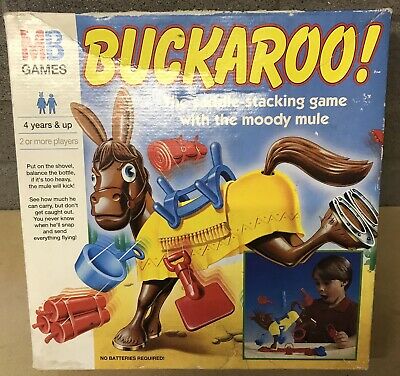 MB
GAMES
BUCKAROO!
The saddle-stacking game
with the moody mule
4 years & up
2 or more players
Put on the shovel,
balance the bottle,
if it's too heavy,
the mule will kick!
See how much he
can carry, but don't
get caught out.
You never know
when he'll snap
and send
everything flying!
NO BATTERIES REQUIRED!